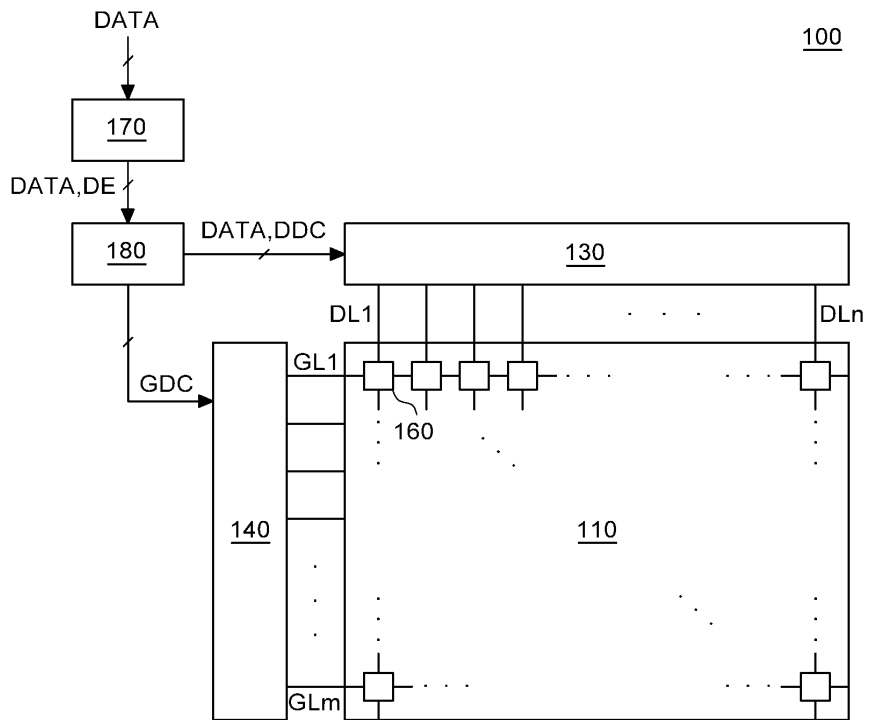 DATA
100
170
DATA,DE
180
DATA,DDC
130
DL1
DLn
GL1
GDC
160
140
110
GLm